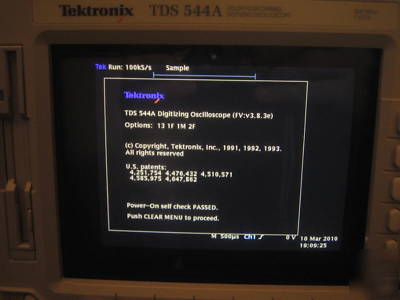 Tektronix TDS 544A
Tek Run: 100kS/s Sample
Tektronix
TDS 544A Digitizing Oscilloscope (FV:v3.8.3e)
Options: 13 1F 1M 2F
(c) Copyright, Tektronix, Inc., 1991, 1992, 1993.
All rights reserved
U.S. patents:
4,251,754 4,476,432 4,510,571
4,585,975 4,647,862
Power-On self check PASSED.
Push CLEAR MENU to proceed.
M 500µs Ch1 0 V
18 Mar 2010
19:09:25